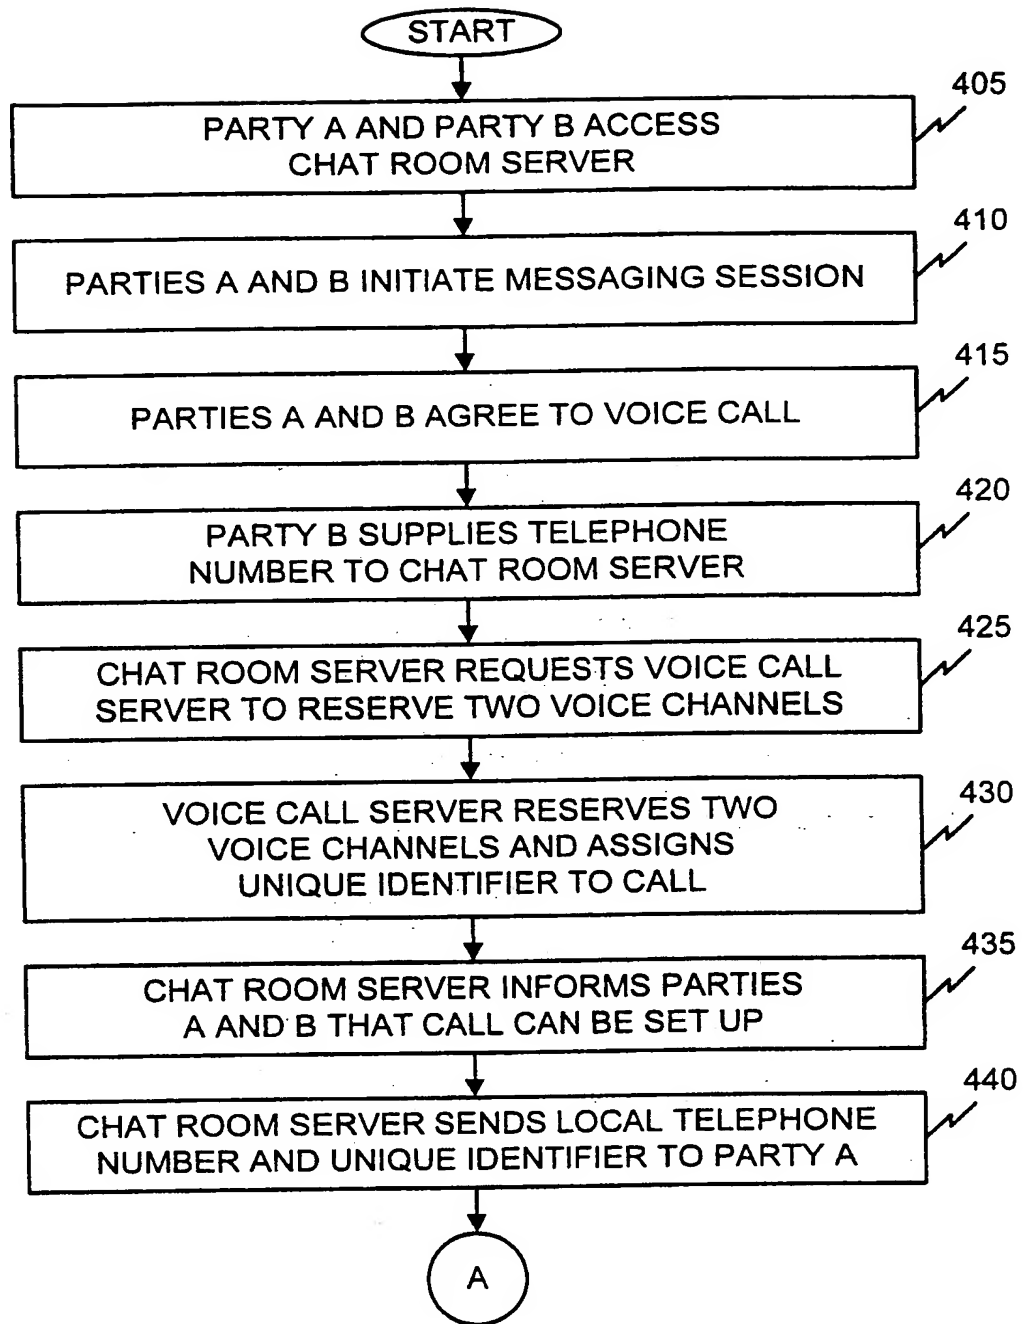 START
405
PARTY A AND PARTY B ACCESS
CHAT ROOM SERVER
410
PARTIES A AND B INITIATE MESSAGING SESSION
415
PARTIES A AND B AGREE TO VOICE CALL
420
PARTY B SUPPLIES TELEPHONE
NUMBER TO CHAT ROOM SERVER
425
CHAT ROOM SERVER REQUESTS VOICE CALL
SERVER TO RESERVE TWO VOICE CHANNELS
430
VOICE CALL SERVER RESERVES TWO
VOICE CHANNELS AND ASSIGNS
UNIQUE IDENTIFIER TO CALL
435
CHAT ROOM SERVER INFORMS PARTIES
A AND B THAT CALL CAN BE SET UP
440
CHAT ROOM SERVER SENDS LOCAL TELEPHONE
NUMBER AND UNIQUE IDENTIFIER TO PARTY A
A